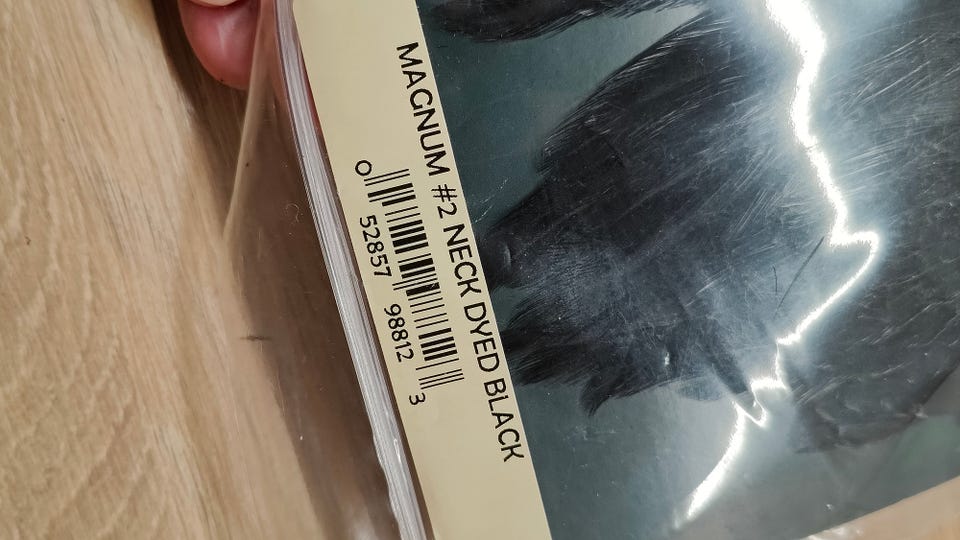 MAGNUM #2 NECK DYED BLACK
0 52857 98812 3